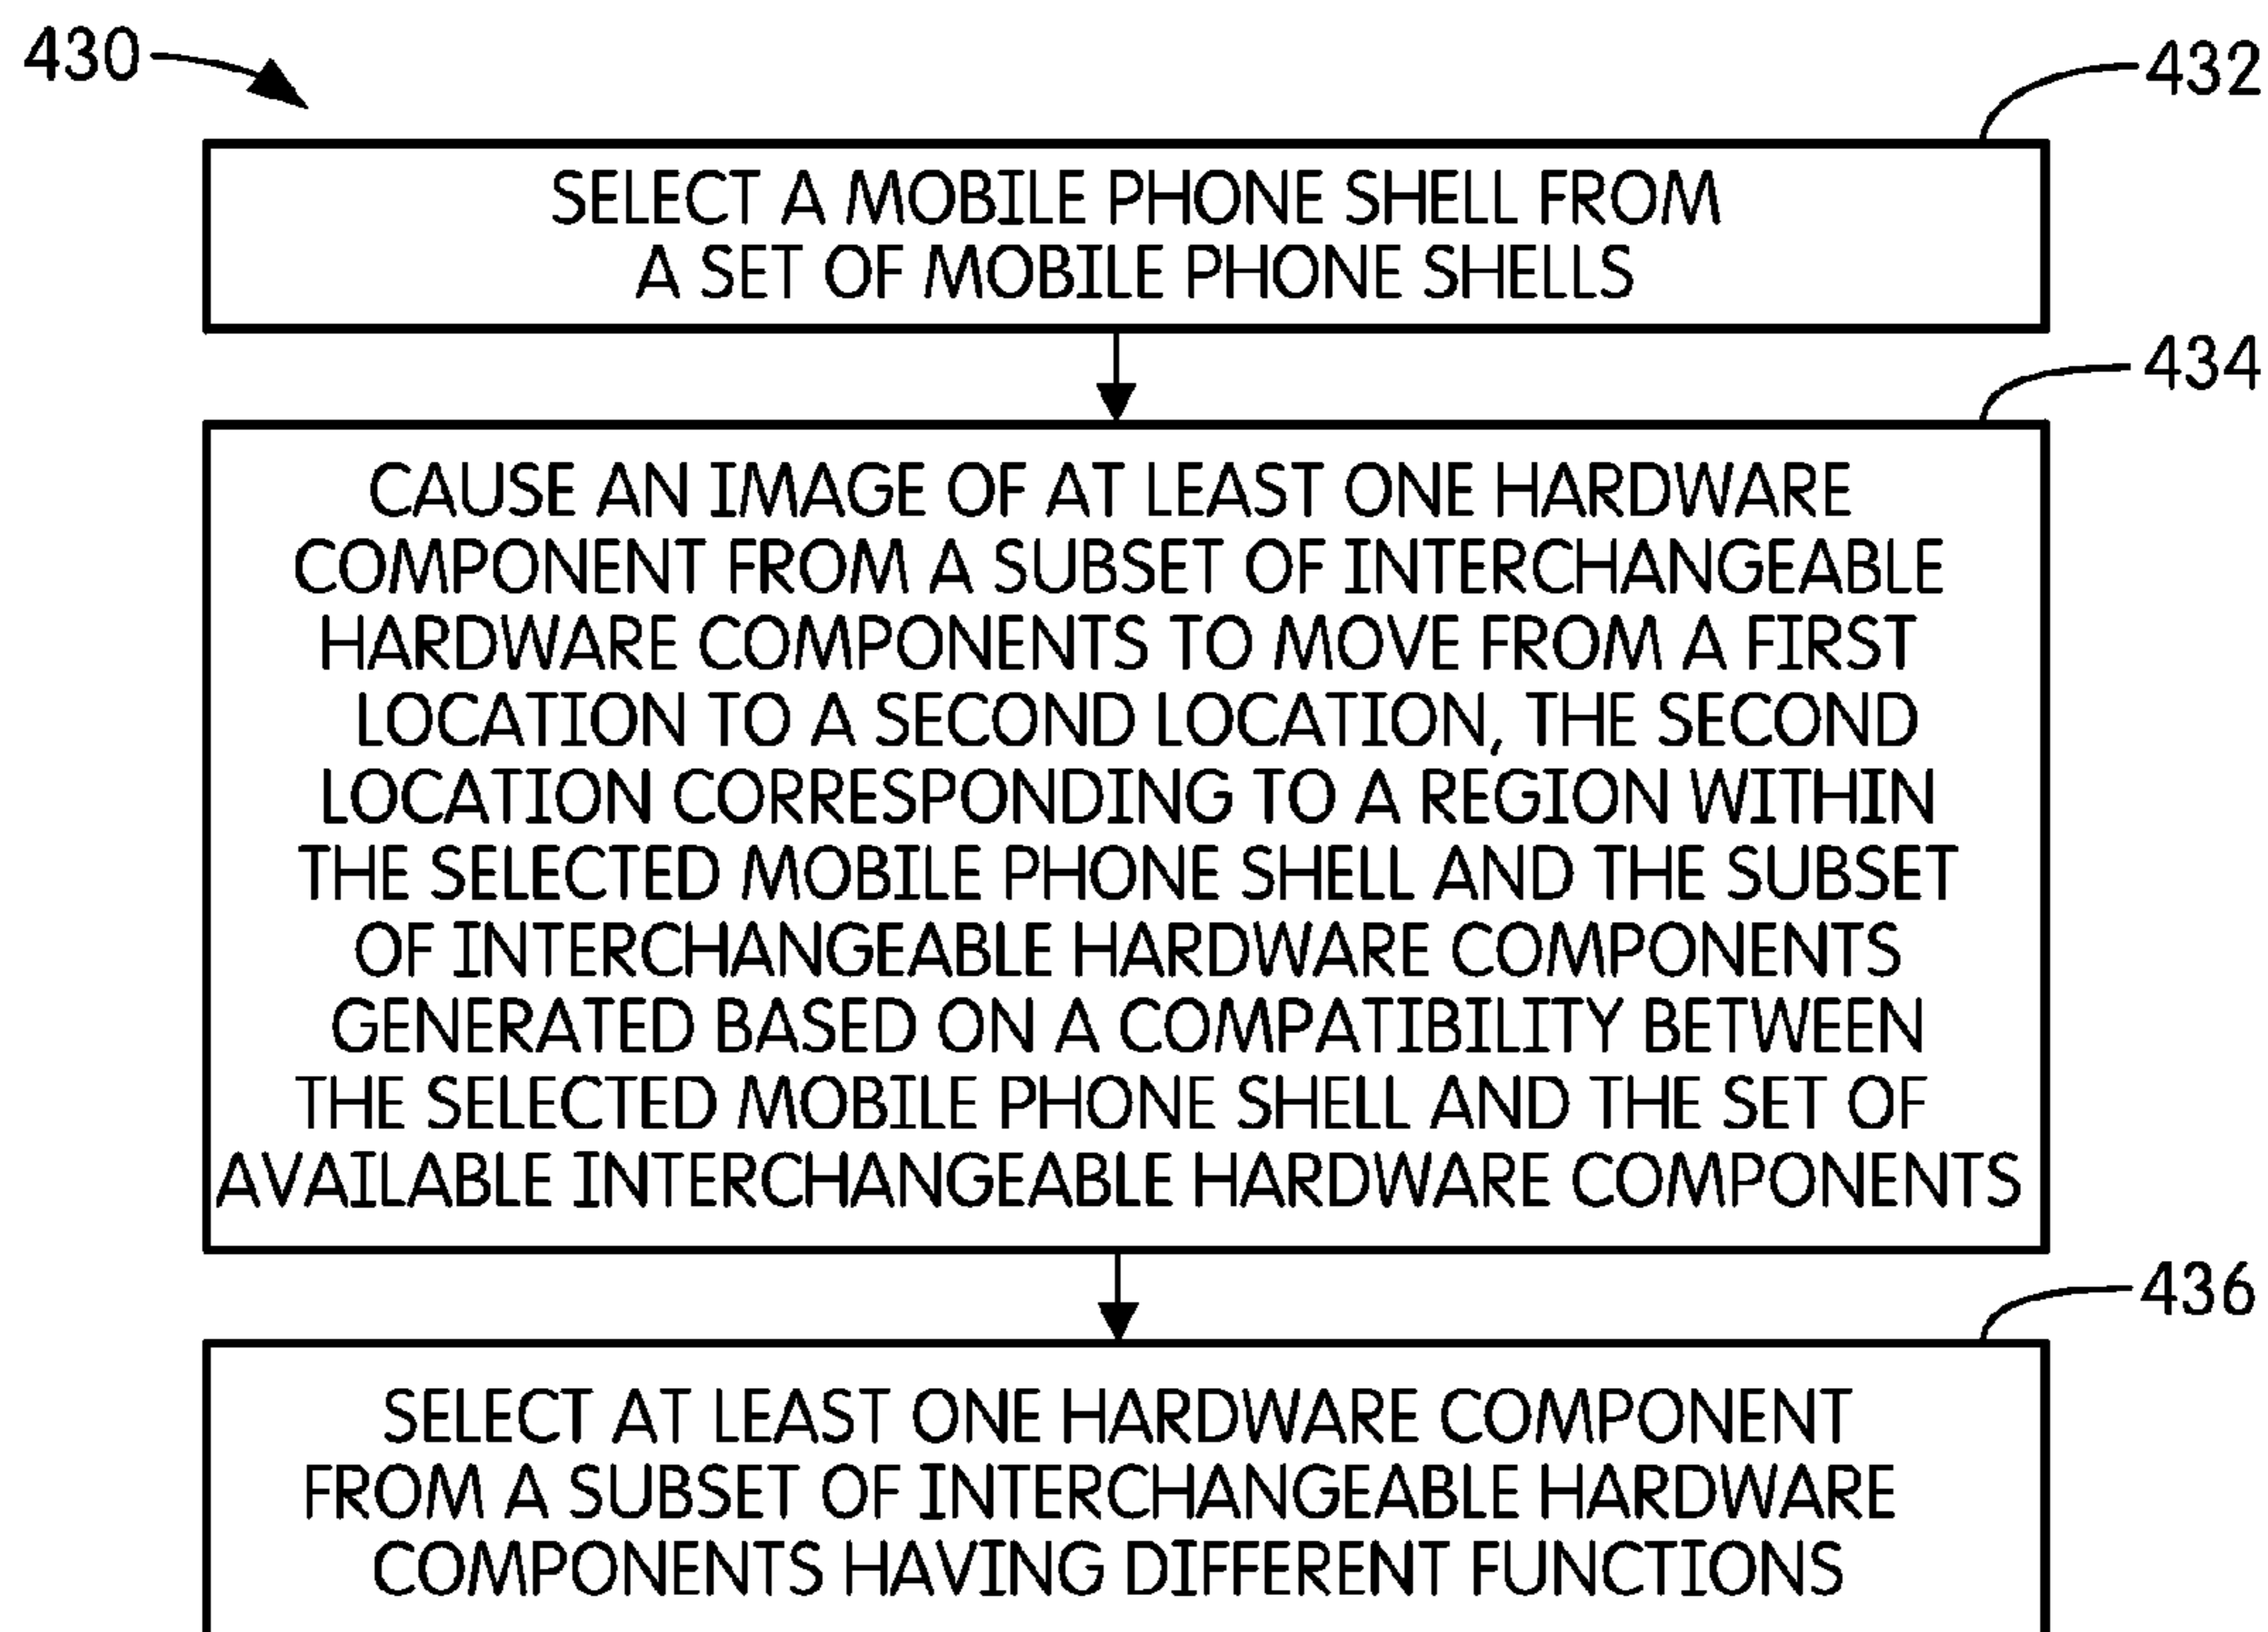 430
432
SELECT A MOBILE PHONE SHELL FROM
A SET OF MOBILE PHONE SHELLS
434
CAUSE AN IMAGE OF AT LEAST ONE HARDWARE
COMPONENT FROM A SUBSET OF INTERCHANGEABLE
HARDWARE COMPONENTS TO MOVE FROM A FIRST
LOCATION TO A SECOND LOCATION, THE SECOND
LOCATION CORRESPONDING TO A REGION WITHIN
THE SELECTED MOBILE PHONE SHELL AND THE SUBSET
OF INTERCHANGEABLE HARDWARE COMPONENTS
GENERATED BASED ON A COMPATIBILITY BETWEEN
THE SELECTED MOBILE PHONE SHELL AND THE SET OF
AVAILABLE INTERCHANGEABLE HARDWARE COMPONENTS
436
SELECT AT LEAST ONE HARDWARE COMPONENT
FROM A SUBSET OF INTERCHANGEABLE HARDWARE
COMPONENTS HAVING DIFFERENT FUNCTIONS